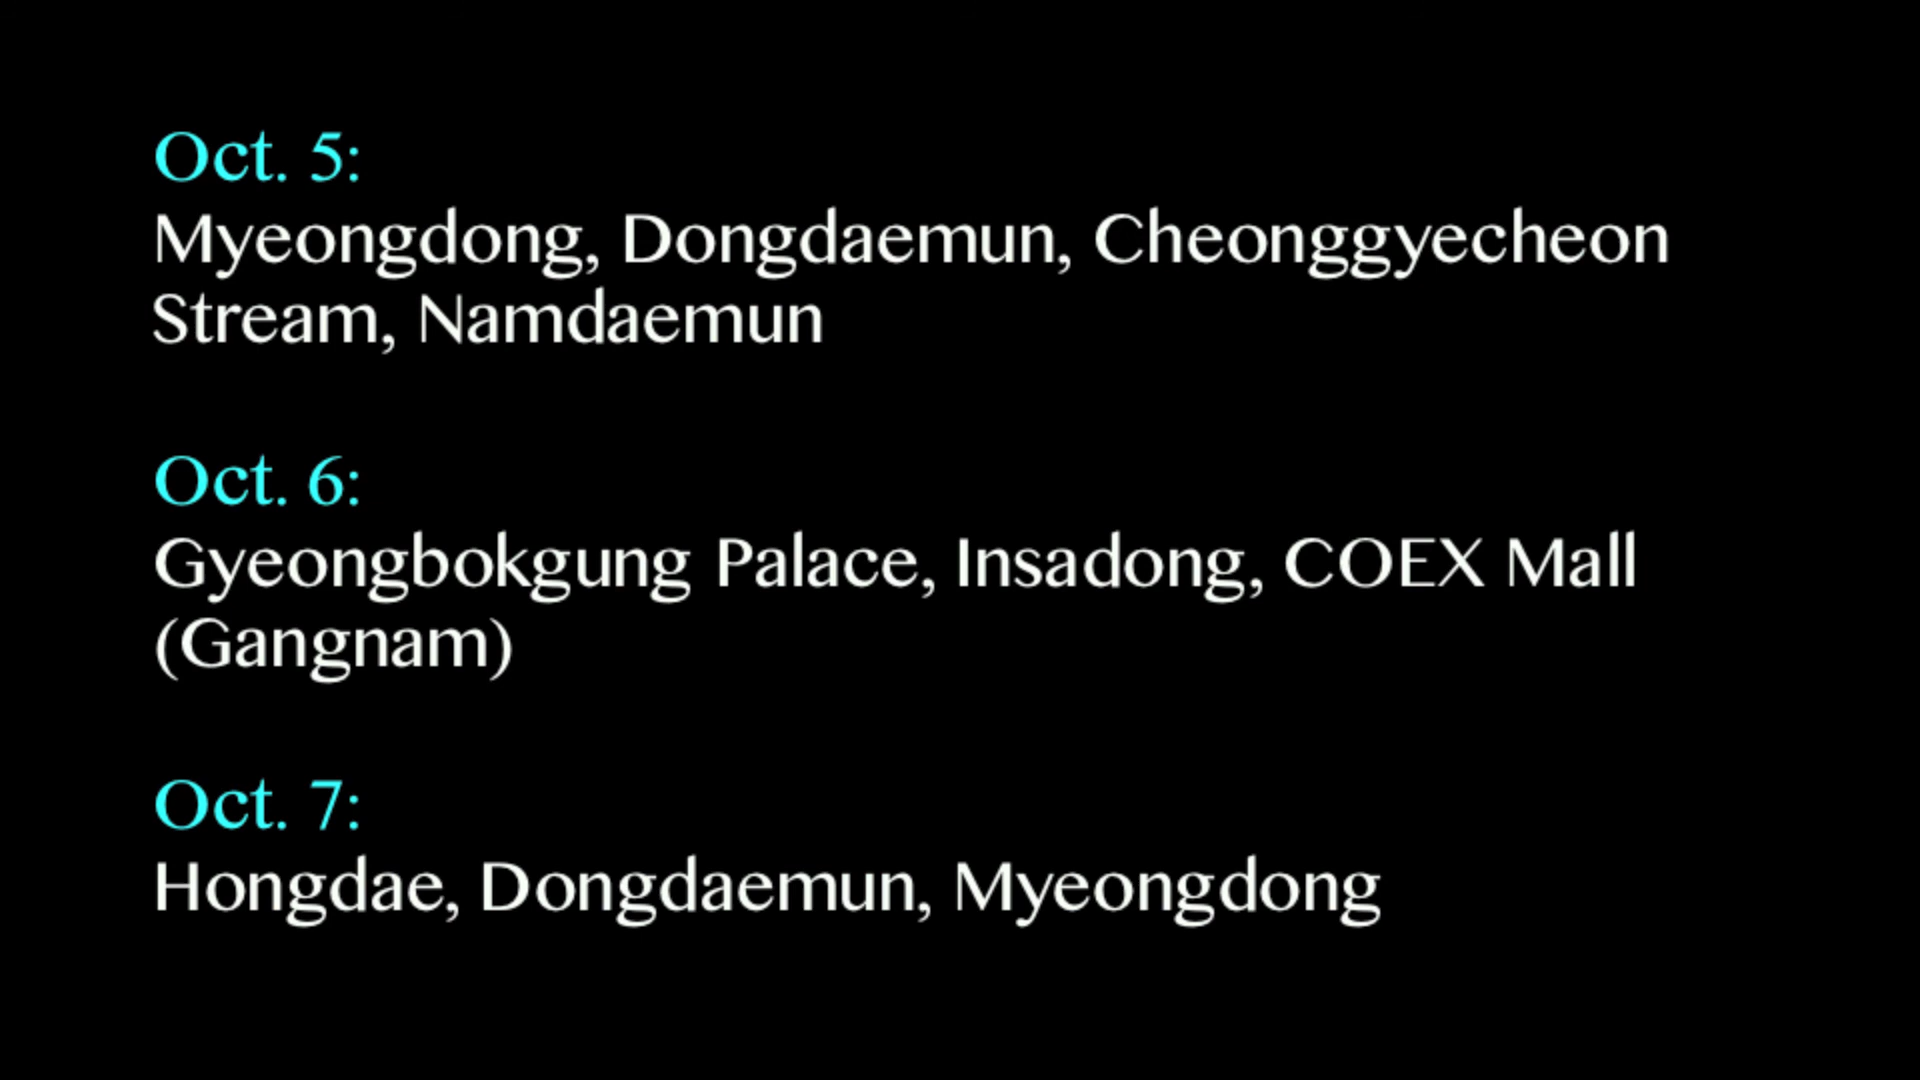 Oct. 5:
Myeongdong, Dongdaemun, Cheonggyecheon
Stream, Namdaemun
Oct. 6:
Gyeongbokgung Palace, Insadong, COEX Mall
(Gangnam)
Oct. 7:
Hongdae, Dongdaemun, Myeongdong